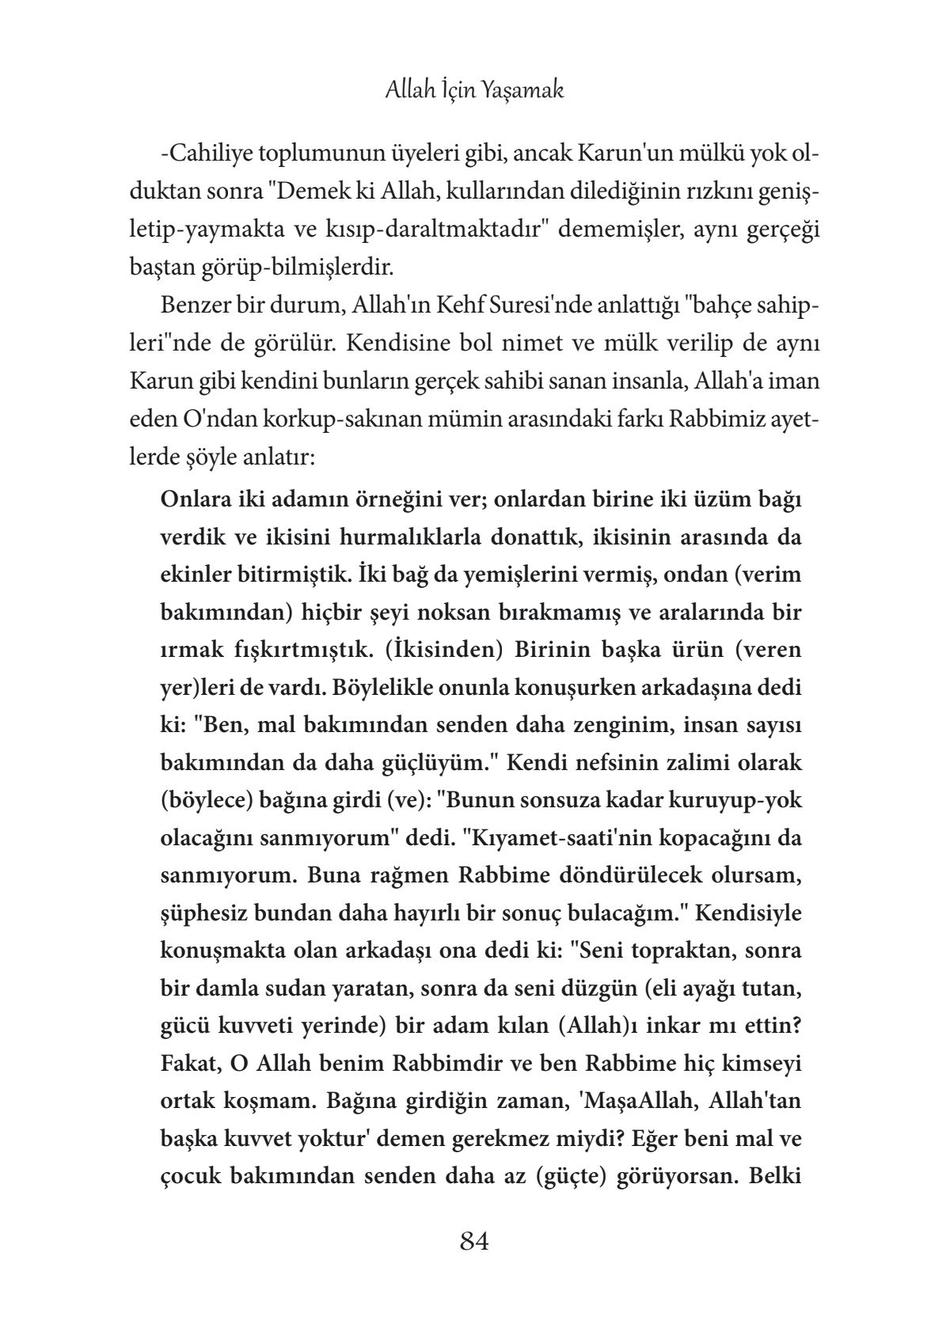 Allah İçin Yaşamak
-Cahiliye toplumunun üyeleri gibi, ancak Karun'un mülkü yok ol-
duktan sonra "Demek ki Allah, kullarından dilediğinin rızkını geniş-
letip-yaymakta ve kısıp-daraltmaktadır" dememişler, aynı gerçeği
baştan görüp-bilmişlerdir.
Benzer bir durum, Allah'ın Kehf Suresi'nde anlattığı "bahçe sahip-
leri"nde de görülür. Kendisine bol nimet ve mülk verilip de aynı
Karun gibi kendini bunların gerçek sahibi sanan insanla, Allah'a iman
eden O'ndan korkup-sakınan mümin arasındaki farkı Rabbimiz ayet-
lerde şöyle anlatır:
Onlara iki adamın örneğini ver; onlardan birine iki üzüm bağı
verdik ve ikisini hurmalıklarla donattık, ikisinin arasında da
ekinler bitirmiştik. İki bağ da yemişlerini vermiş, ondan (verim
bakımından) hiçbir şeyi noksan bırakmamış ve aralarında bir
ırmak fışkırtmıştık. (İkisinden) Birinin başka ürün (veren
yer)leri de vardı. Böylelikle onunla konuşurken arkadaşına dedi
ki: "Ben, mal bakımından senden daha zenginim, insan sayısı
bakımından da daha güçlüyüm." Kendi nefsinin zalimi olarak
(böylece) bağına girdi (ve): "Bunun sonsuza kadar kuruyup-yok
olacağını sanmıyorum" dedi. "Kıyamet-saati'nin kopacağını da
sanmıyorum. Buna rağmen Rabbime döndürülecek olursam,
şüphesiz bundan daha hayırlı bir sonuç bulacağım." Kendisiyle
konuşmakta olan arkadaşı ona dedi ki: "Seni topraktan, sonra
bir damla sudan yaratan, sonra da seni düzgün (eli ayağı tutan,
gücü kuvveti yerinde) bir adam kılan (Allah)ı inkar mı ettin?
Fakat, O Allah benim Rabbimdir ve ben Rabbime hiç kimseyi
ortak koşmam. Bağına girdiğin zaman, 'MaşaAllah, Allah'tan
başka kuvvet yoktur' demen gerekmez miydi? Eğer beni mal ve
çocuk bakımından senden daha az (güçte) görüyorsan. Belki
84